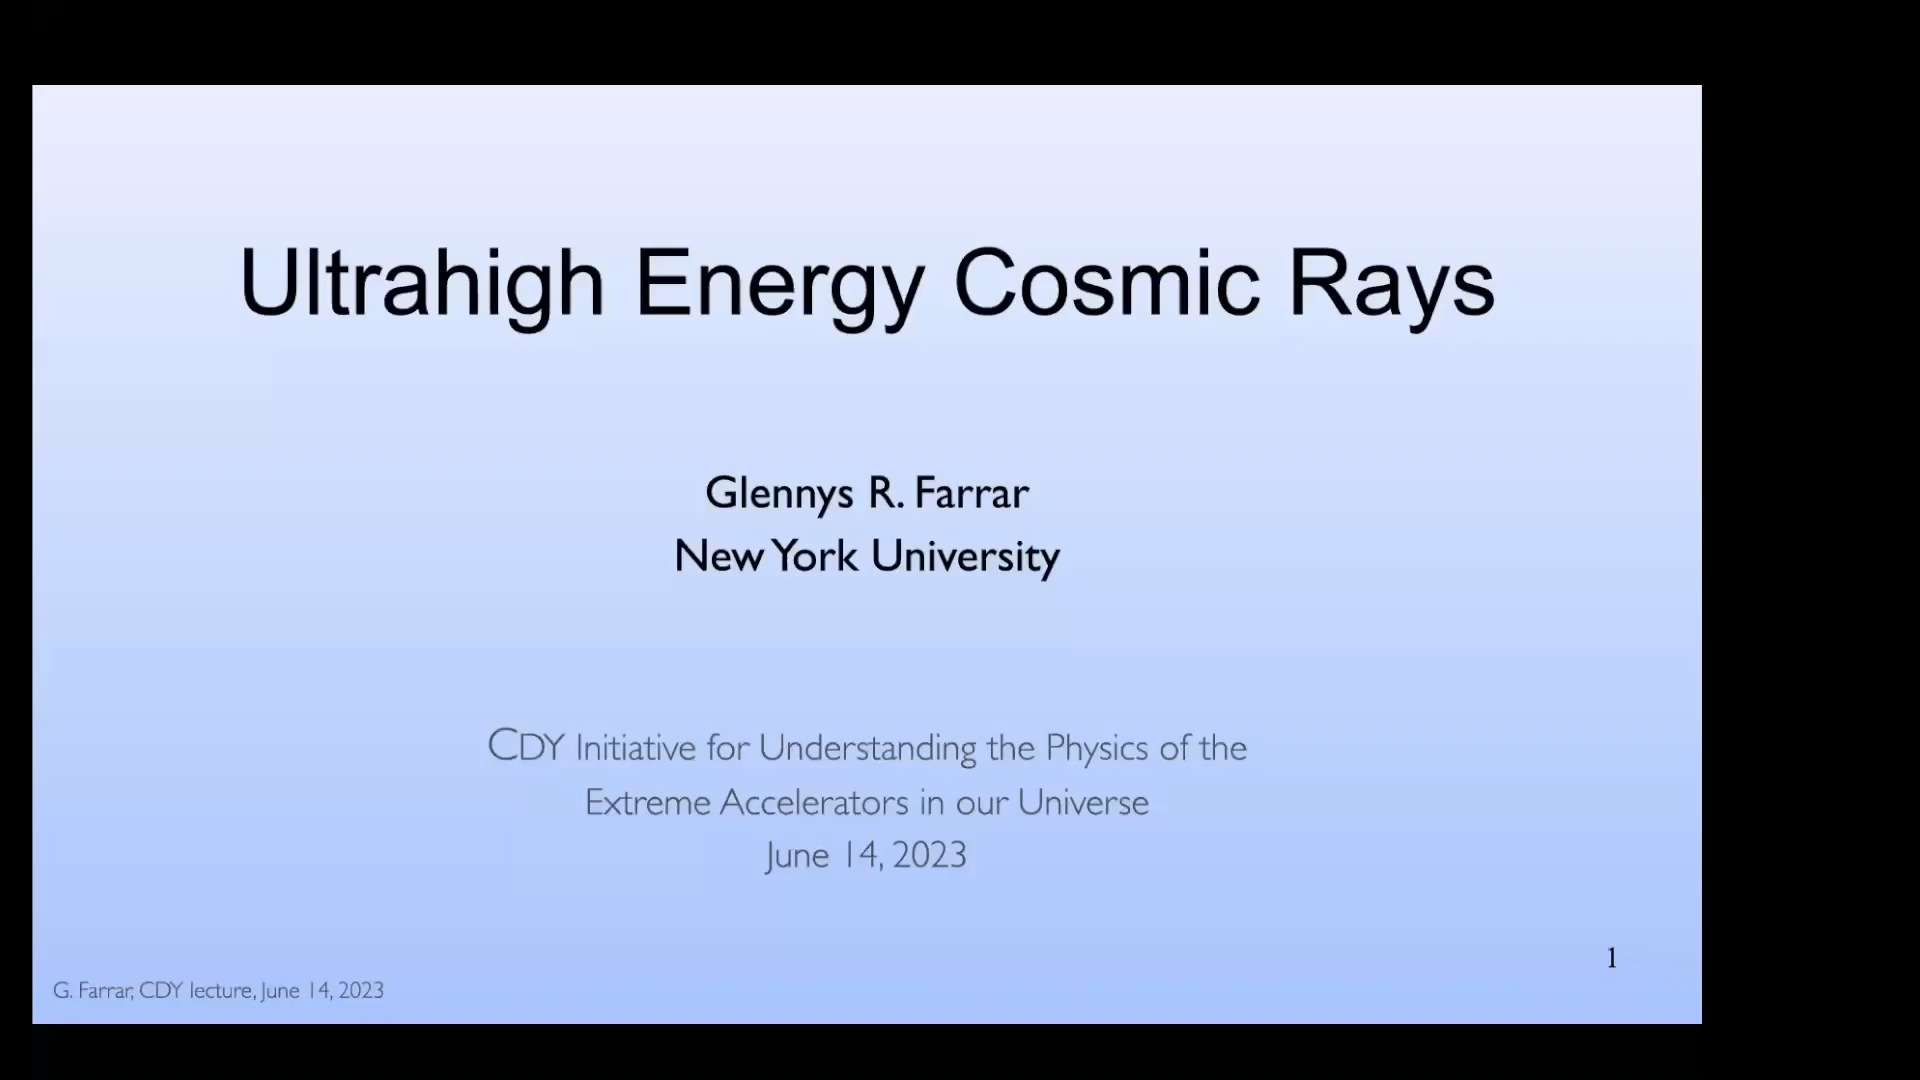 Ultrahigh Energy Cosmic Rays
Glennys R. Farrar
New York University
CDY Initiative for Understanding the Physics of the
Extreme Accelerators in our Universe
June 14, 2023
1
G. Farrar, CDY lecture, June 14, 2023